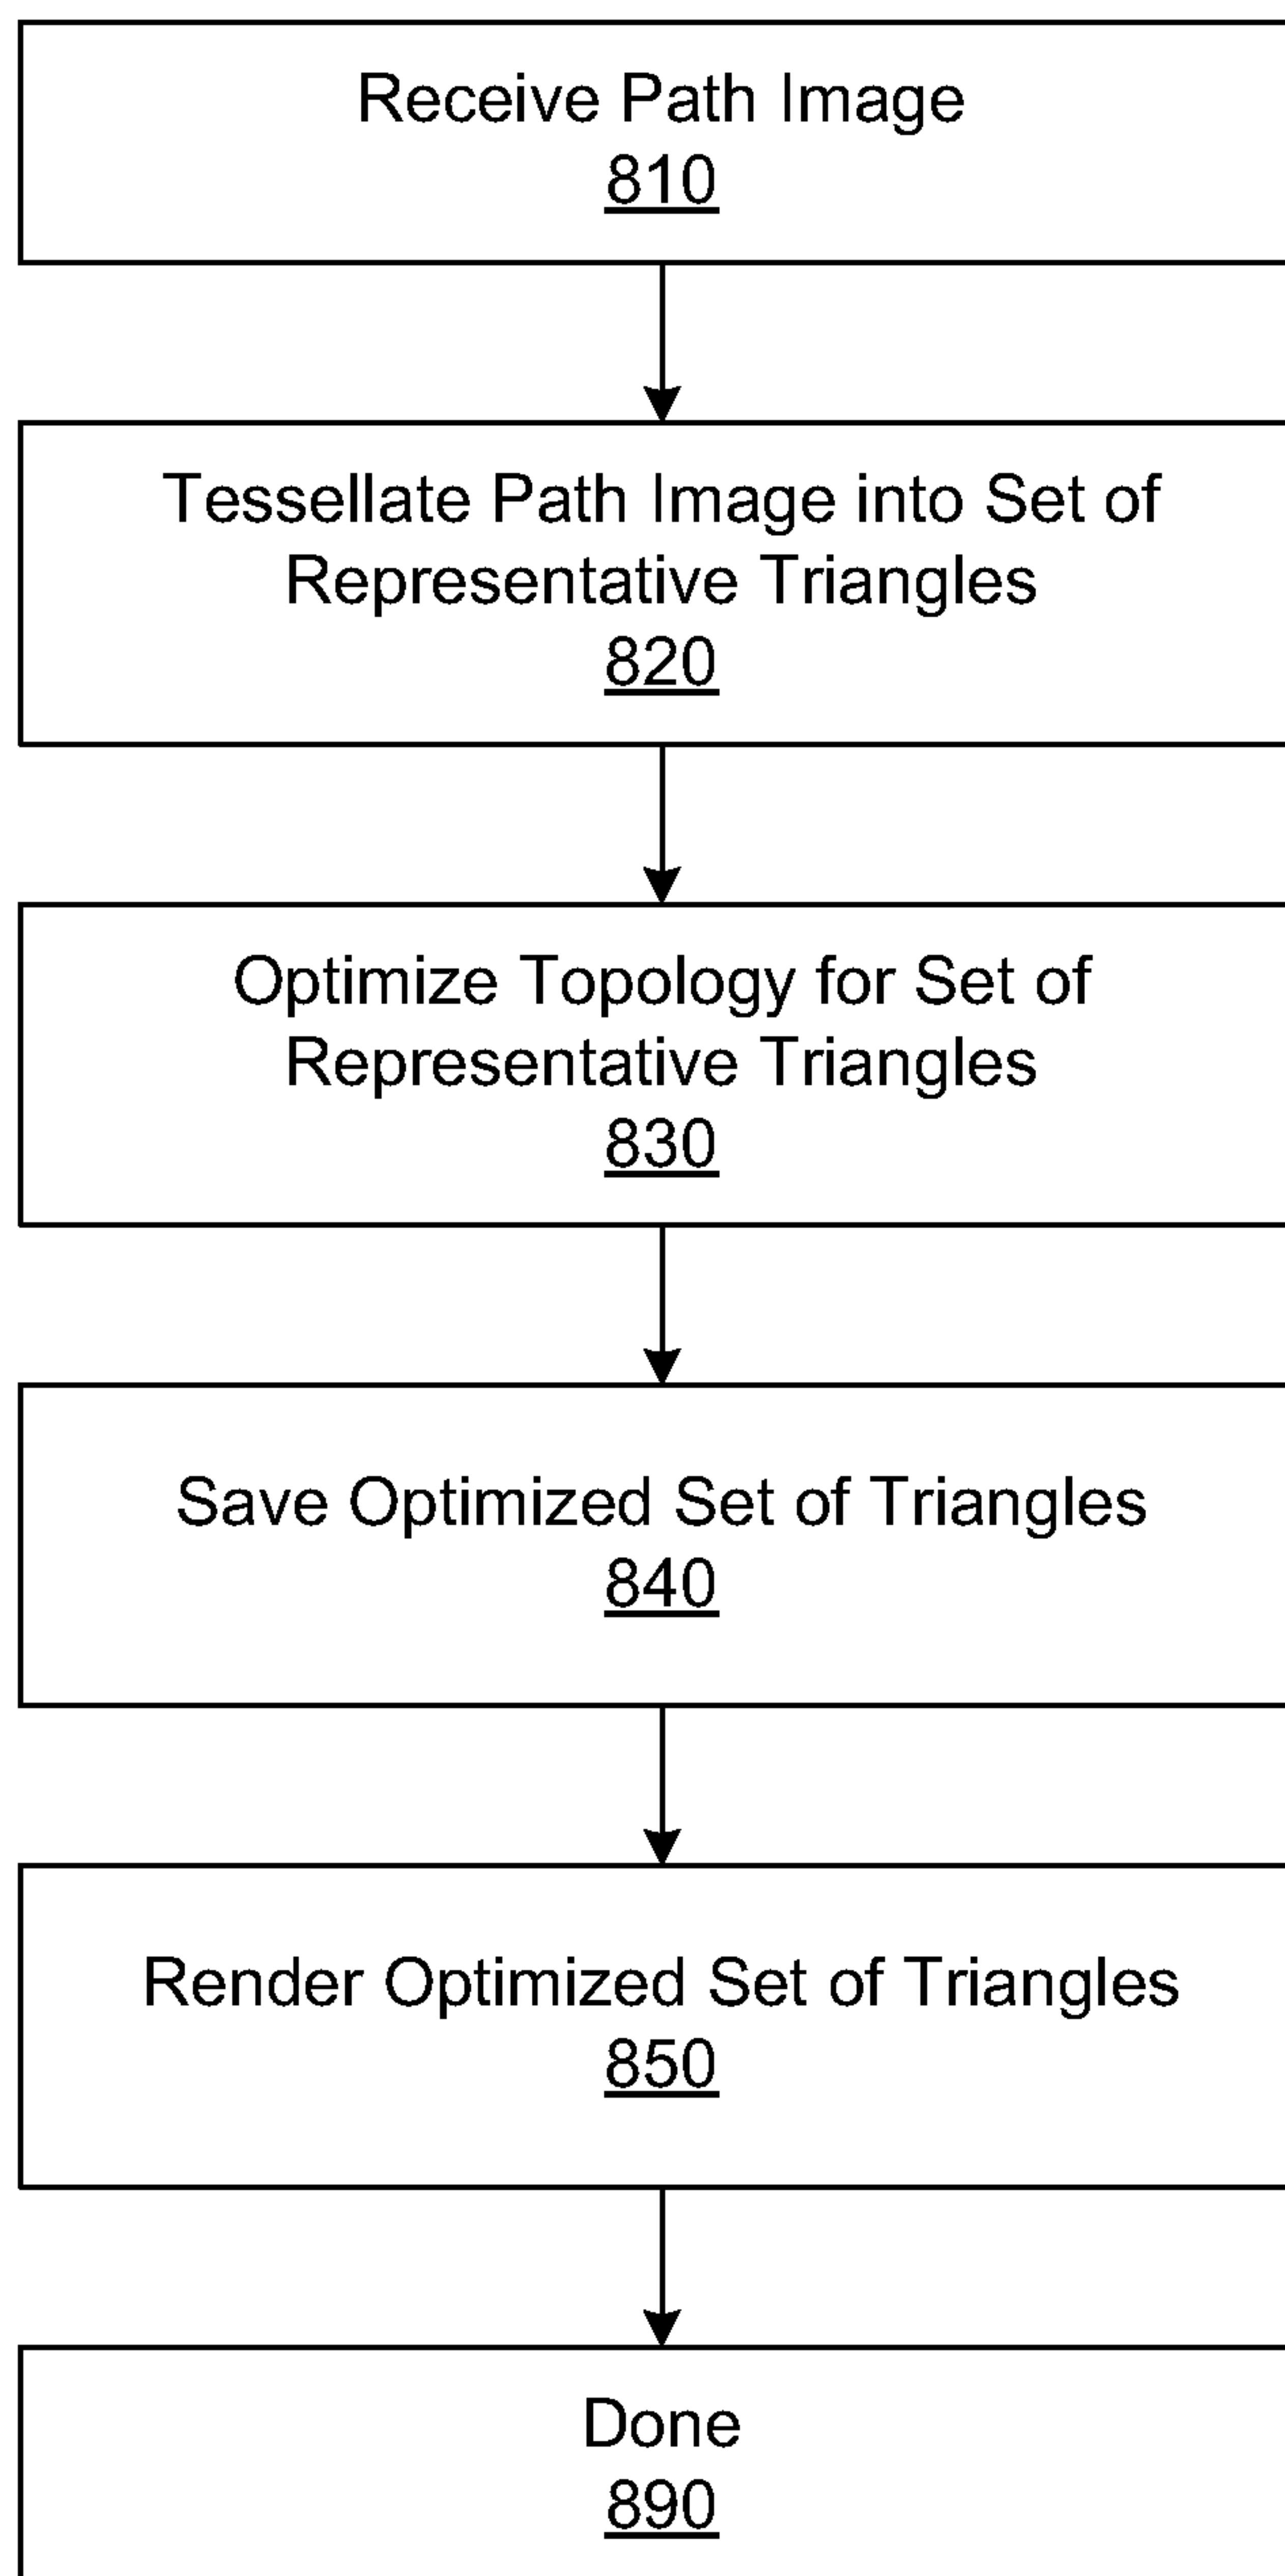 Receive Path Image
810
Tessellate Path Image into Set of
Representative Triangles
820
Optimize Topology for Set of
Representative Triangles
830
Save Optimized Set of Triangles
840
Render Optimized Set of Triangles
850
Done
890